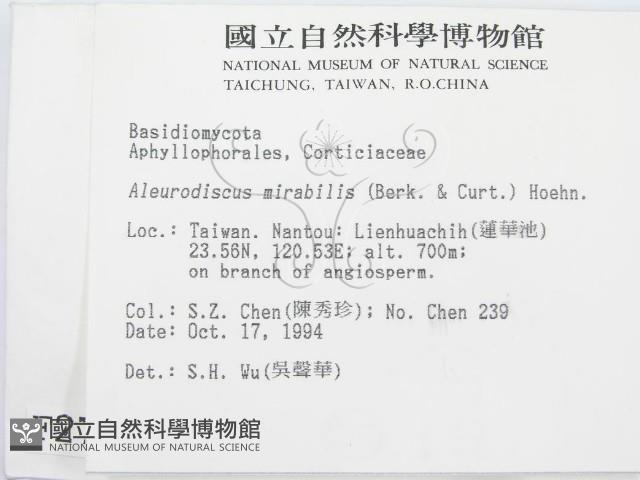 國立自然科學博物館
NATIONAL MUSEUM OF NATURAL SCIENCE
TAICHUNG, TAIWAN, R.O.CHINA
Basidiomycota
Aphyllophorales, Corticiaceae
Aleurodiscus mirabilis (Berk. & Curt.) Hoehn.
Loc.: Taiwan. Nantou: Lienhuachih(蓮華池)
23.56N, 120.53E; alt. 700m;
on branch of angiosperm.
Col.: S.Z. Chen(陳秀珍); No. Chen 239
Date: Oct. 17, 1994
Det.: S.H. Wu(吳聲華)
國立自然科學博物館
NATIONAL MUSEUM OF NATURAL SCIENCE